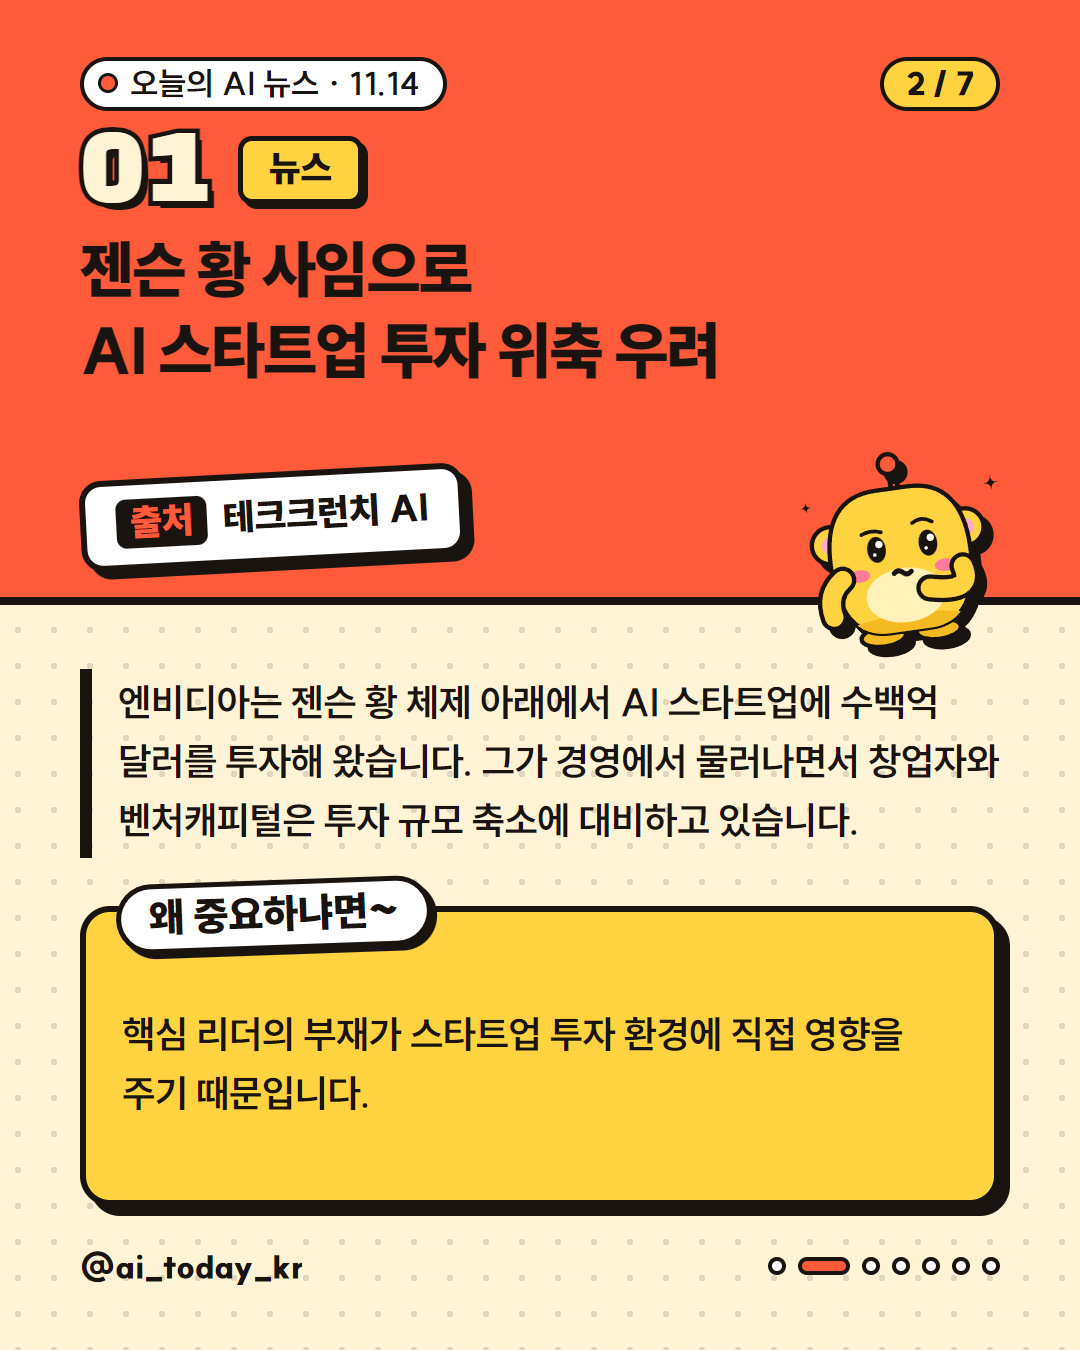 오늘의 AI 뉴스 · 11.14
2 / 7
01
뉴스
젠슨 황 사임으로
AI 스타트업 투자 위축 우려
출처 테크크런치 AI
엔비디아는 젠슨 황 체제 아래에서 AI 스타트업에 수백억
달러를 투자해 왔습니다. 그가 경영에서 물러나면서 창업자와
벤처캐피털은 투자 규모 축소에 대비하고 있습니다.
왜 중요하냐면~
핵심 리더의 부재가 스타트업 투자 환경에 직접 영향을
주기 때문입니다.
@ai_today_kr